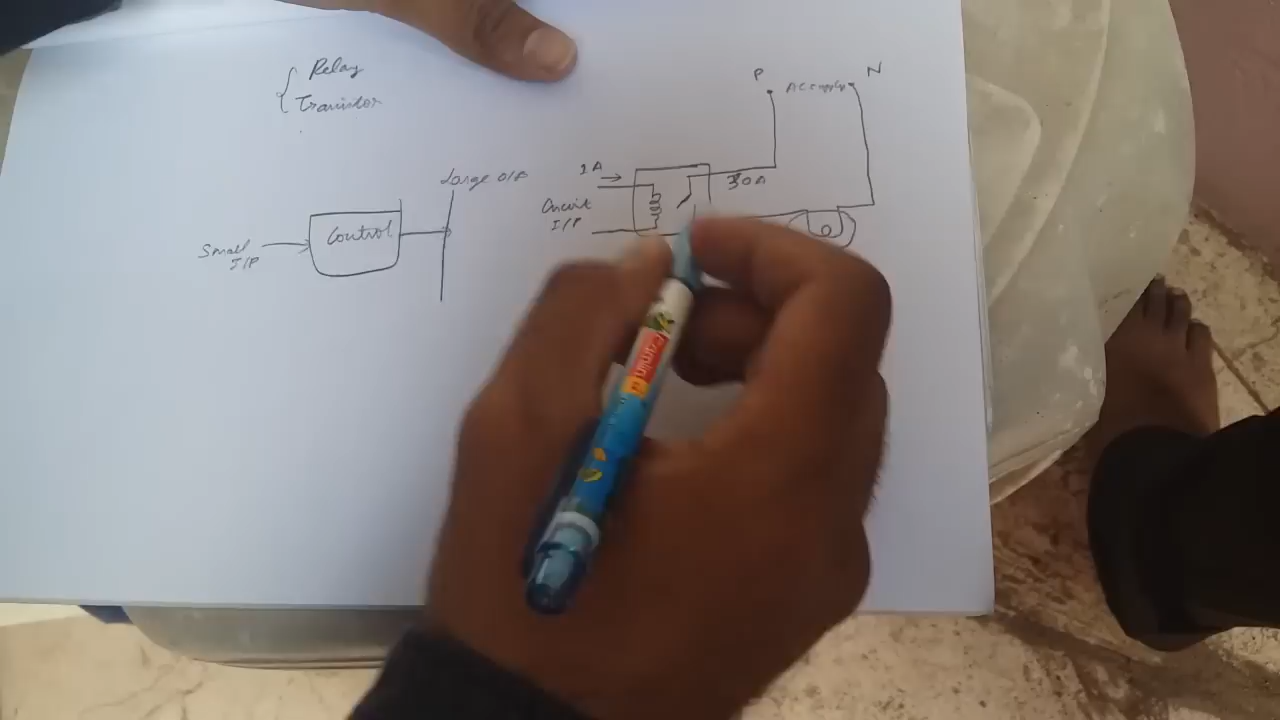 Relay
Transistor
Large O/P
Small
I/P
Control
1A
Circuit
I/P
30A
P
AC supply
N